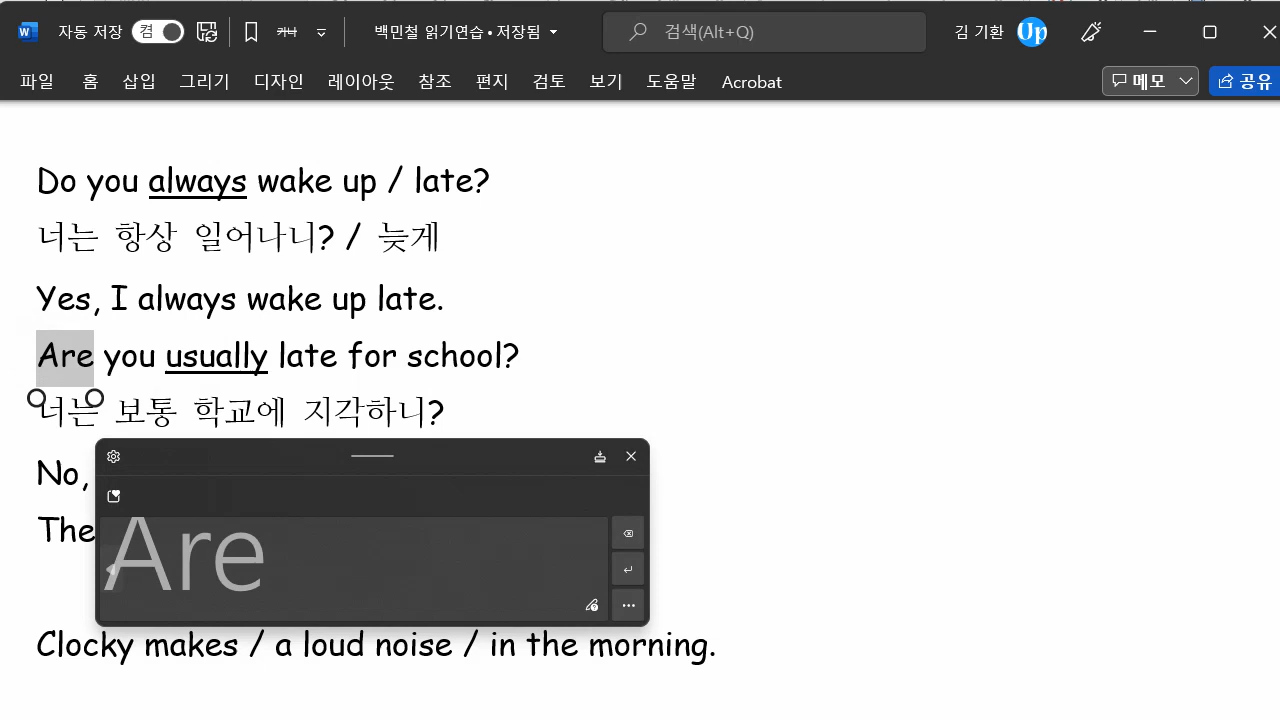 자동 저장 켬 백민철 읽기연습 • 저장됨 검색(Alt+Q) 김 기환 Up
파일 홈 삽입 그리기 디자인 레이아웃 참조 편지 검토 보기 도움말 Acrobat 메모 공유
Do you always wake up / late?
너는 항상 일어나니? / 늦게
Yes, I always wake up late.
Are you usually late for school?
너는 보통 학교에 지각하니?
No,
The
Are
Clocky makes / a loud noise / in the morning.